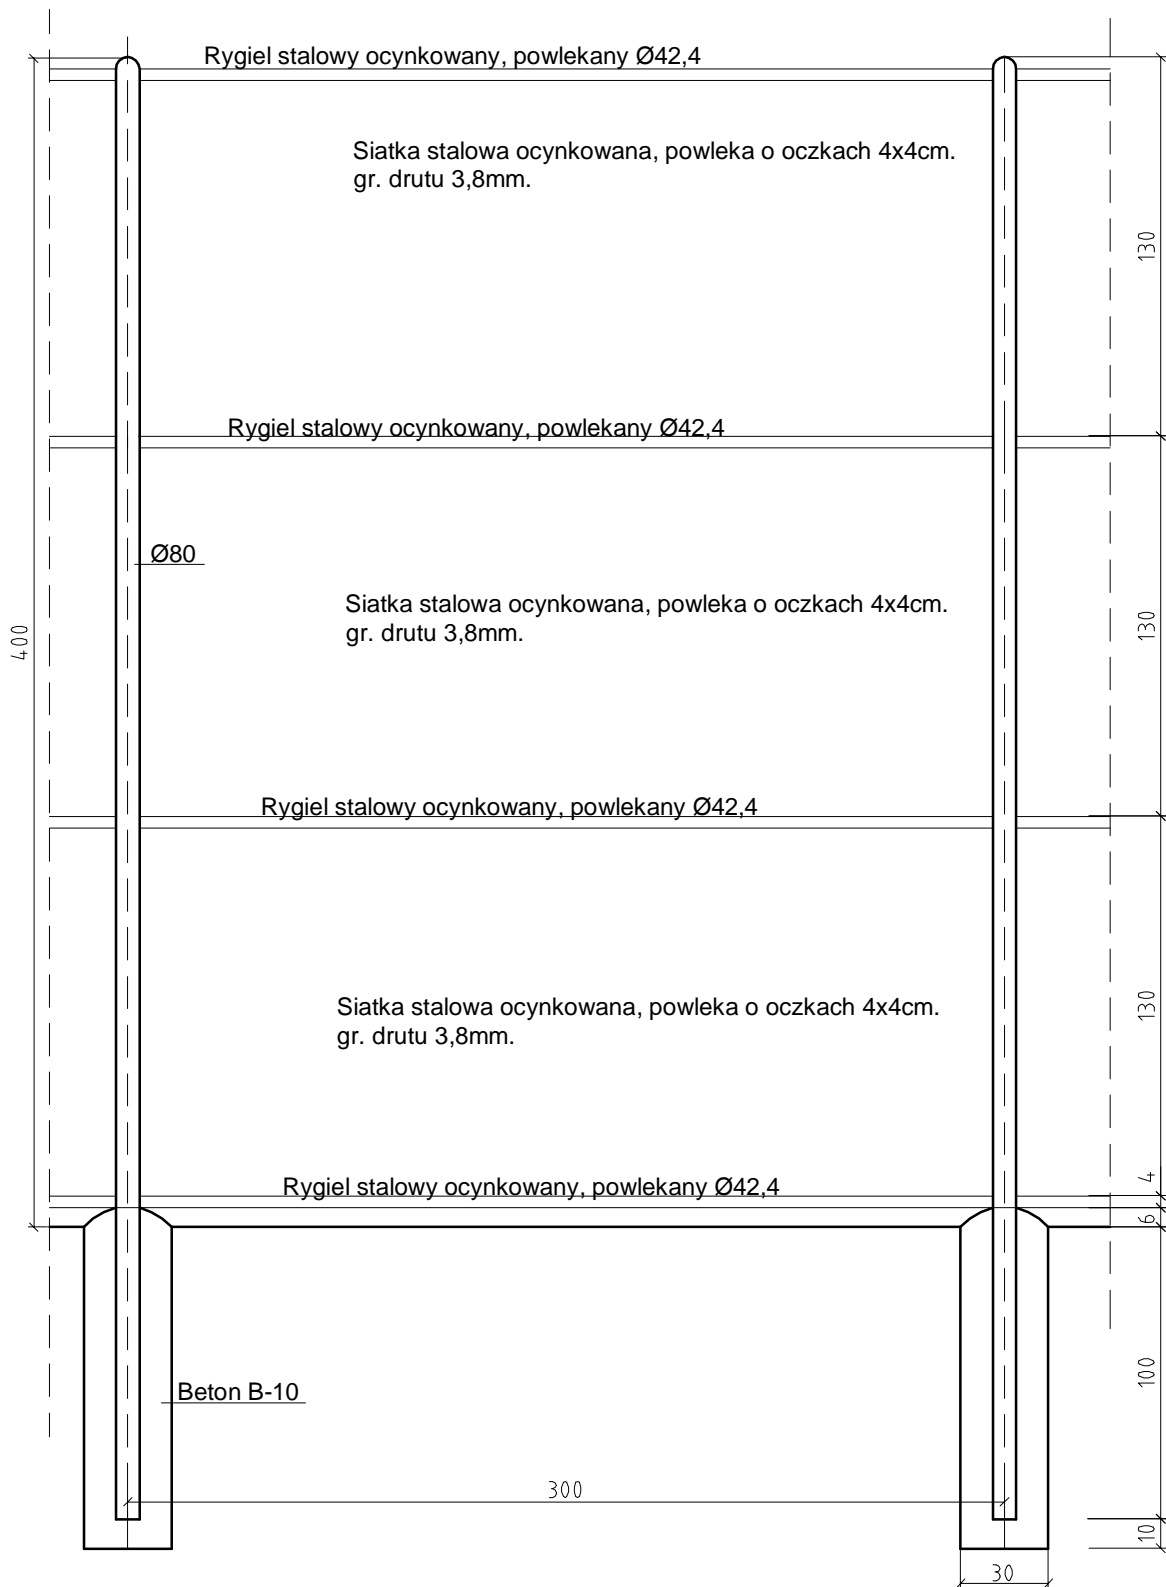 Rygiel stalowy ocynkowany, powlekany Ø42,4
Siatka stalowa ocynkowana, powleka o oczkach 4x4cm.
gr. drutu 3,8mm.
130
Rygiel stalowy ocynkowany, powlekany Ø42,4
Ø80
Siatka stalowa ocynkowana, powleka o oczkach 4x4cm.
gr. drutu 3,8mm.
130
400
Rygiel stalowy ocynkowany, powlekany Ø42,4
Siatka stalowa ocynkowana, powleka o oczkach 4x4cm.
gr. drutu 3,8mm.
130
Rygiel stalowy ocynkowany, powlekany Ø42,4
4
6
Beton B-10
100
300
10
30